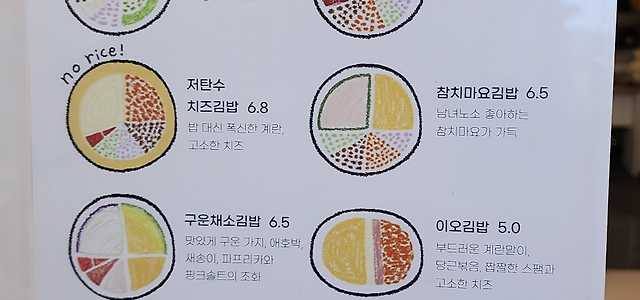 no rice!
저탄수
치즈김밥 6.8
밥 대신 폭신한 계란,
고소한 치즈
참치마요김밥 6.5
남녀노소 좋아하는
참치마요가 가득
구운채소김밥 6.5
맛있게 구운 가지, 애호박,
새송이, 파프리카와
핑크솔트의 조화
이오김밥 5.0
부드러운 계란말이,
당근볶음, 짭짤한 스팸과
고소한 치즈